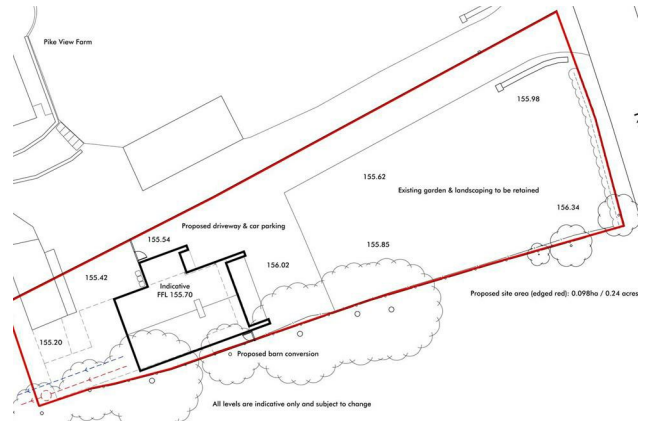 Pike View Farm
155.98
155.62
Existing garden & landscaping to be retained
156.34
Proposed driveway & car parking
155.54
155.85
156.02
155.42
Indicative
FFL 155.70
Proposed site area (edged red): 0.098ha / 0.24 acres
155.20
Proposed barn conversion
All levels are indicative only and subject to change